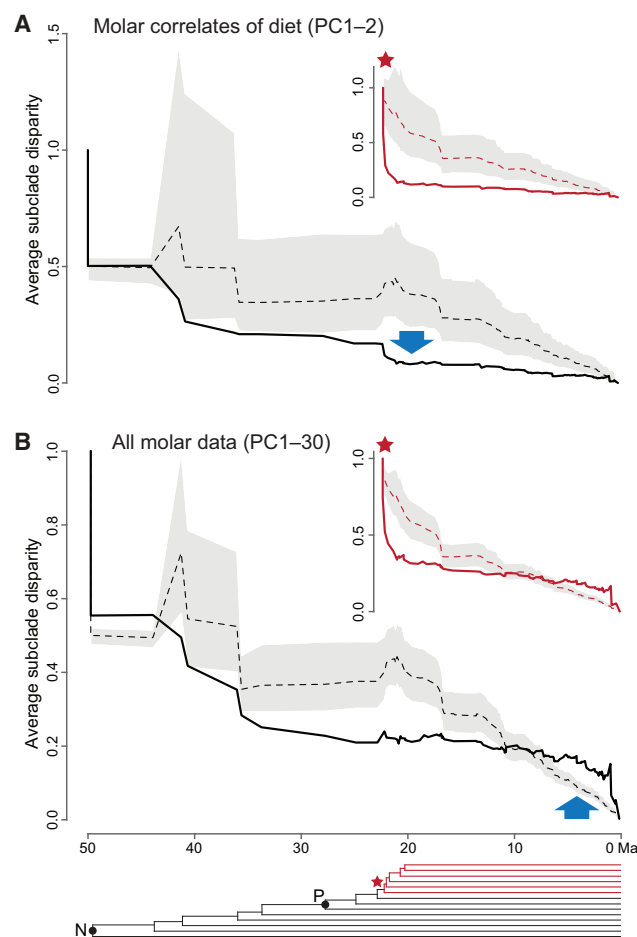 A Molar correlates of diet (PC1–2)
Average subclade disparity
1.5
1.0
0.5
0.0
1.0
0.5
0.0
B All molar data (PC1–30)
Average subclade disparity
1.0
0.8
0.6
0.4
0.2
0.0
1.0
0.5
0
50 40 30 20 10 0 Ma
P
N